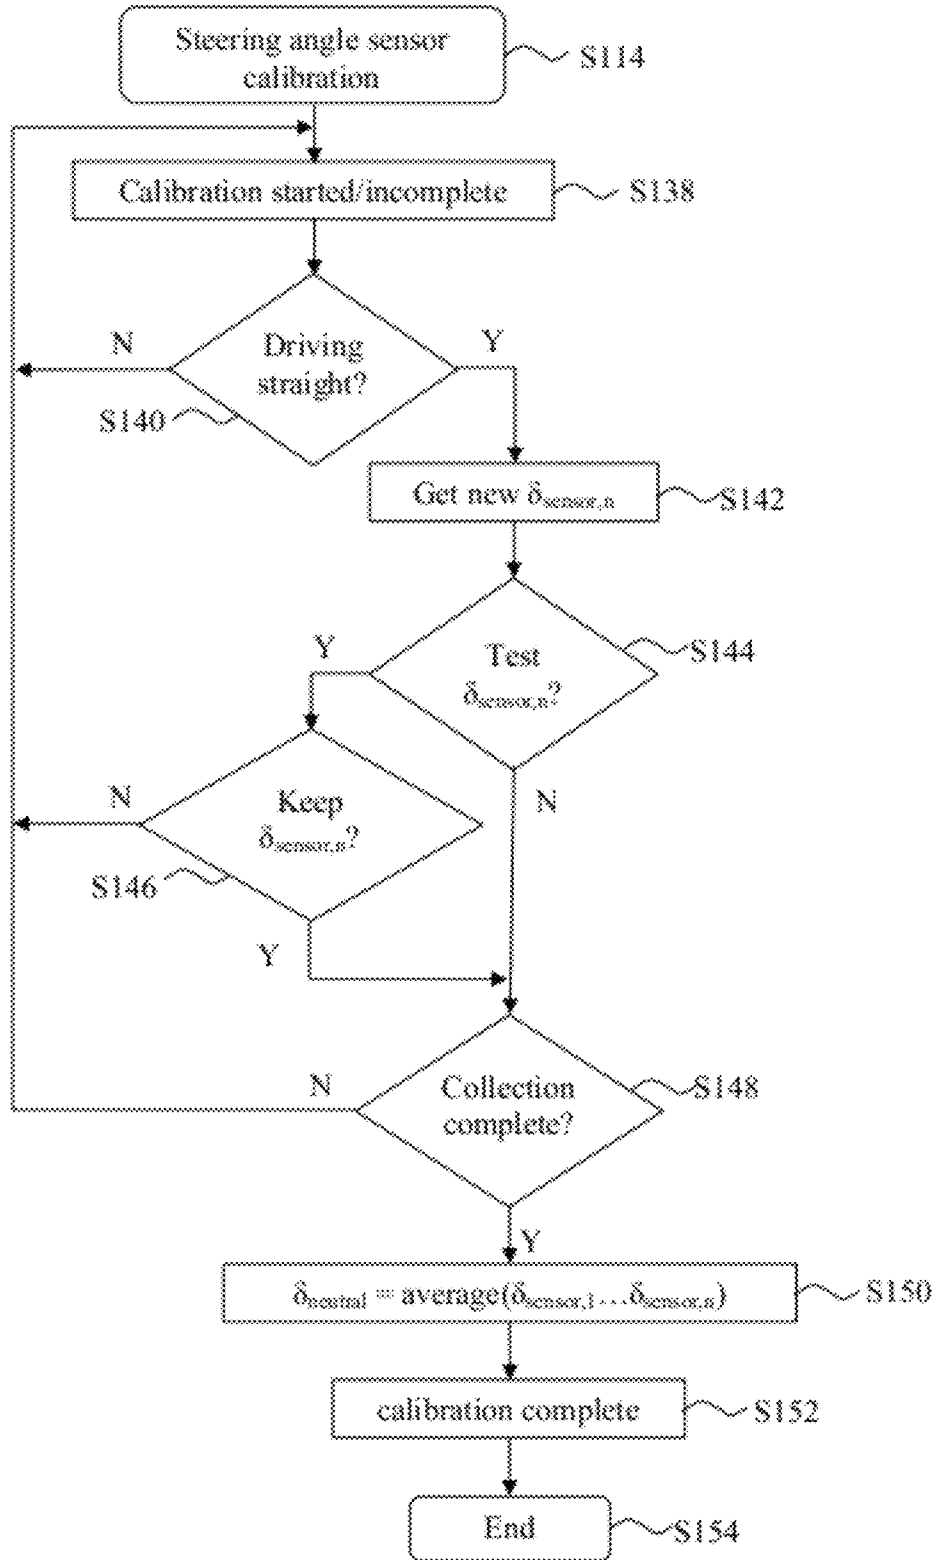 Steering angle sensor
calibration
S114
Calibration started/incomplete
S138
Driving
straight?
N
Y
S140
Get new δsensor,n
S142
Test
δsensor,n?
S144
Y
N
Keep
δsensor,n?
N
S146
Y
Collection
complete?
S148
N
Y
δneutral = average(δsensor,1…δsensor,n)
S150
calibration complete
S152
End
S154